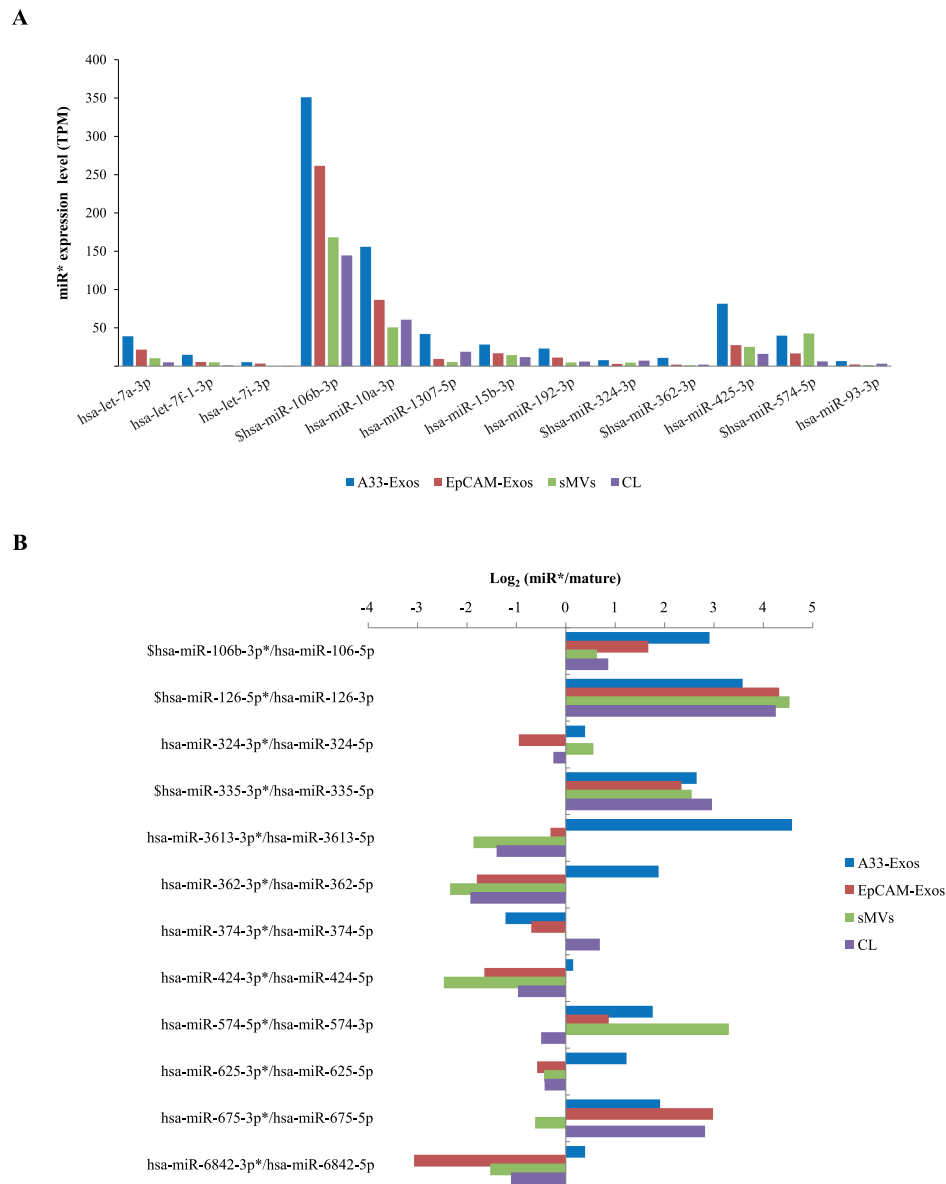 A
miR* expression level (TPM)
400
350
300
250
200
150
100
50
hsa-let-7a-3p
hsa-let-7f-1-3p
hsa-let-7i-3p
$hsa-miR-106b-3p
hsa-miR-10a-3p
hsa-miR-1307-5p
hsa-miR-15b-3p
hsa-miR-192-3p
$hsa-miR-324-3p
$hsa-miR-362-3p
hsa-miR-425-3p
$hsa-miR-574-5p
hsa-miR-93-3p
A33-Exos EpCAM-Exos sMVs CL
B
Log2 (miR*/mature)
-4 -3 -2 -1 0 1 2 3 4 5
$hsa-miR-106b-3p*/hsa-miR-106-5p
$hsa-miR-126-5p*/hsa-miR-126-3p
hsa-miR-324-3p*/hsa-miR-324-5p
$hsa-miR-335-3p*/hsa-miR-335-5p
hsa-miR-3613-3p*/hsa-miR-3613-5p
hsa-miR-362-3p*/hsa-miR-362-5p
hsa-miR-374-3p*/hsa-miR-374-5p
hsa-miR-424-3p*/hsa-miR-424-5p
hsa-miR-574-5p*/hsa-miR-574-3p
hsa-miR-625-3p*/hsa-miR-625-5p
hsa-miR-675-3p*/hsa-miR-675-5p
hsa-miR-6842-3p*/hsa-miR-6842-5p
A33-Exos
EpCAM-Exos
sMVs
CL